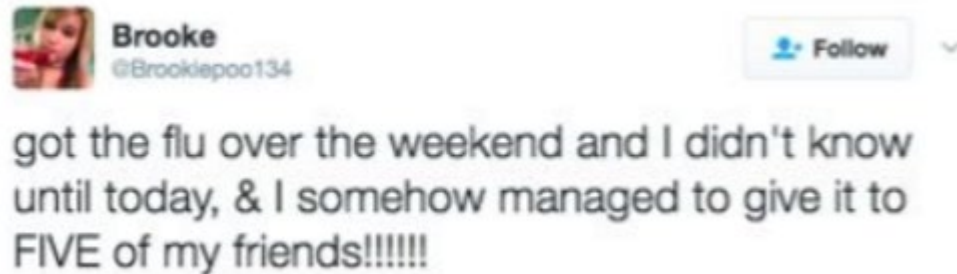 Brooke
@Brookiepoo134
Follow
got the flu over the weekend and I didn't know
until today, & I somehow managed to give it to
FIVE of my friends!!!!!!